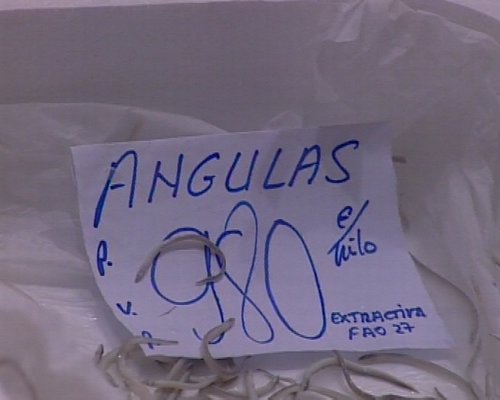 ANGULAS
P.V.P. 980 €/kilo
EXTRACTIVA
FAO 27